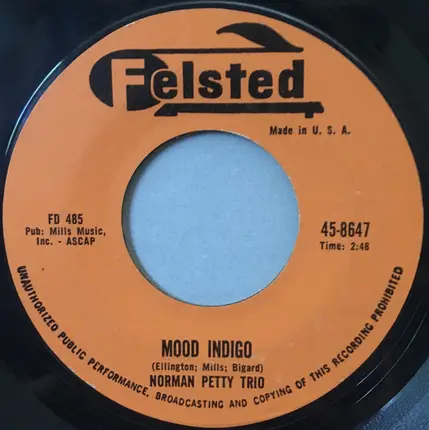 Felsted
Made in U. S. A.
FD 485
Pub: Mills Music,
Inc. - ASCAP
45-8647
Time: 2:46
MOOD INDIGO
(Ellington; Mills; Bigard)
NORMAN PETTY TRIO
UNAUTHORIZED PUBLIC PERFORMANCE, BROADCASTING AND COPYING OF THIS RECORDING PROHIBITED